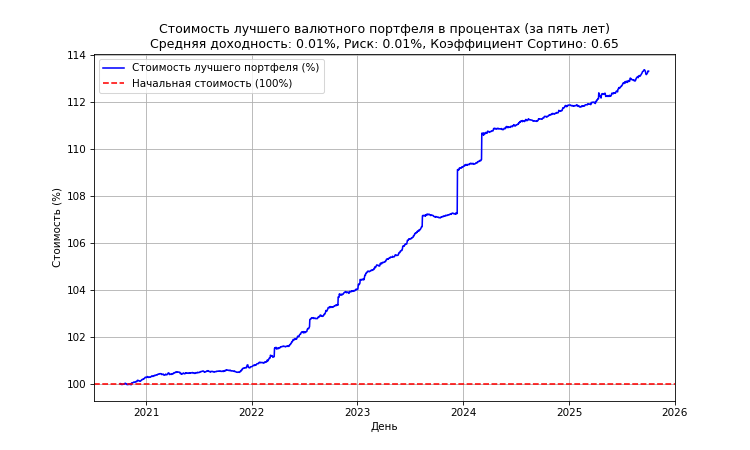 Стоимость лучшего валютного портфеля в процентах (за пять лет)
Средняя доходность: 0.01%, Риск: 0.01%, Коэффициент Сортино: 0.65
Стоимость лучшего портфеля (%)
Начальная стоимость (100%)
Стоимость (%)
114
112
110
108
106
104
102
100
2021 2022 2023 2024 2025 2026
День